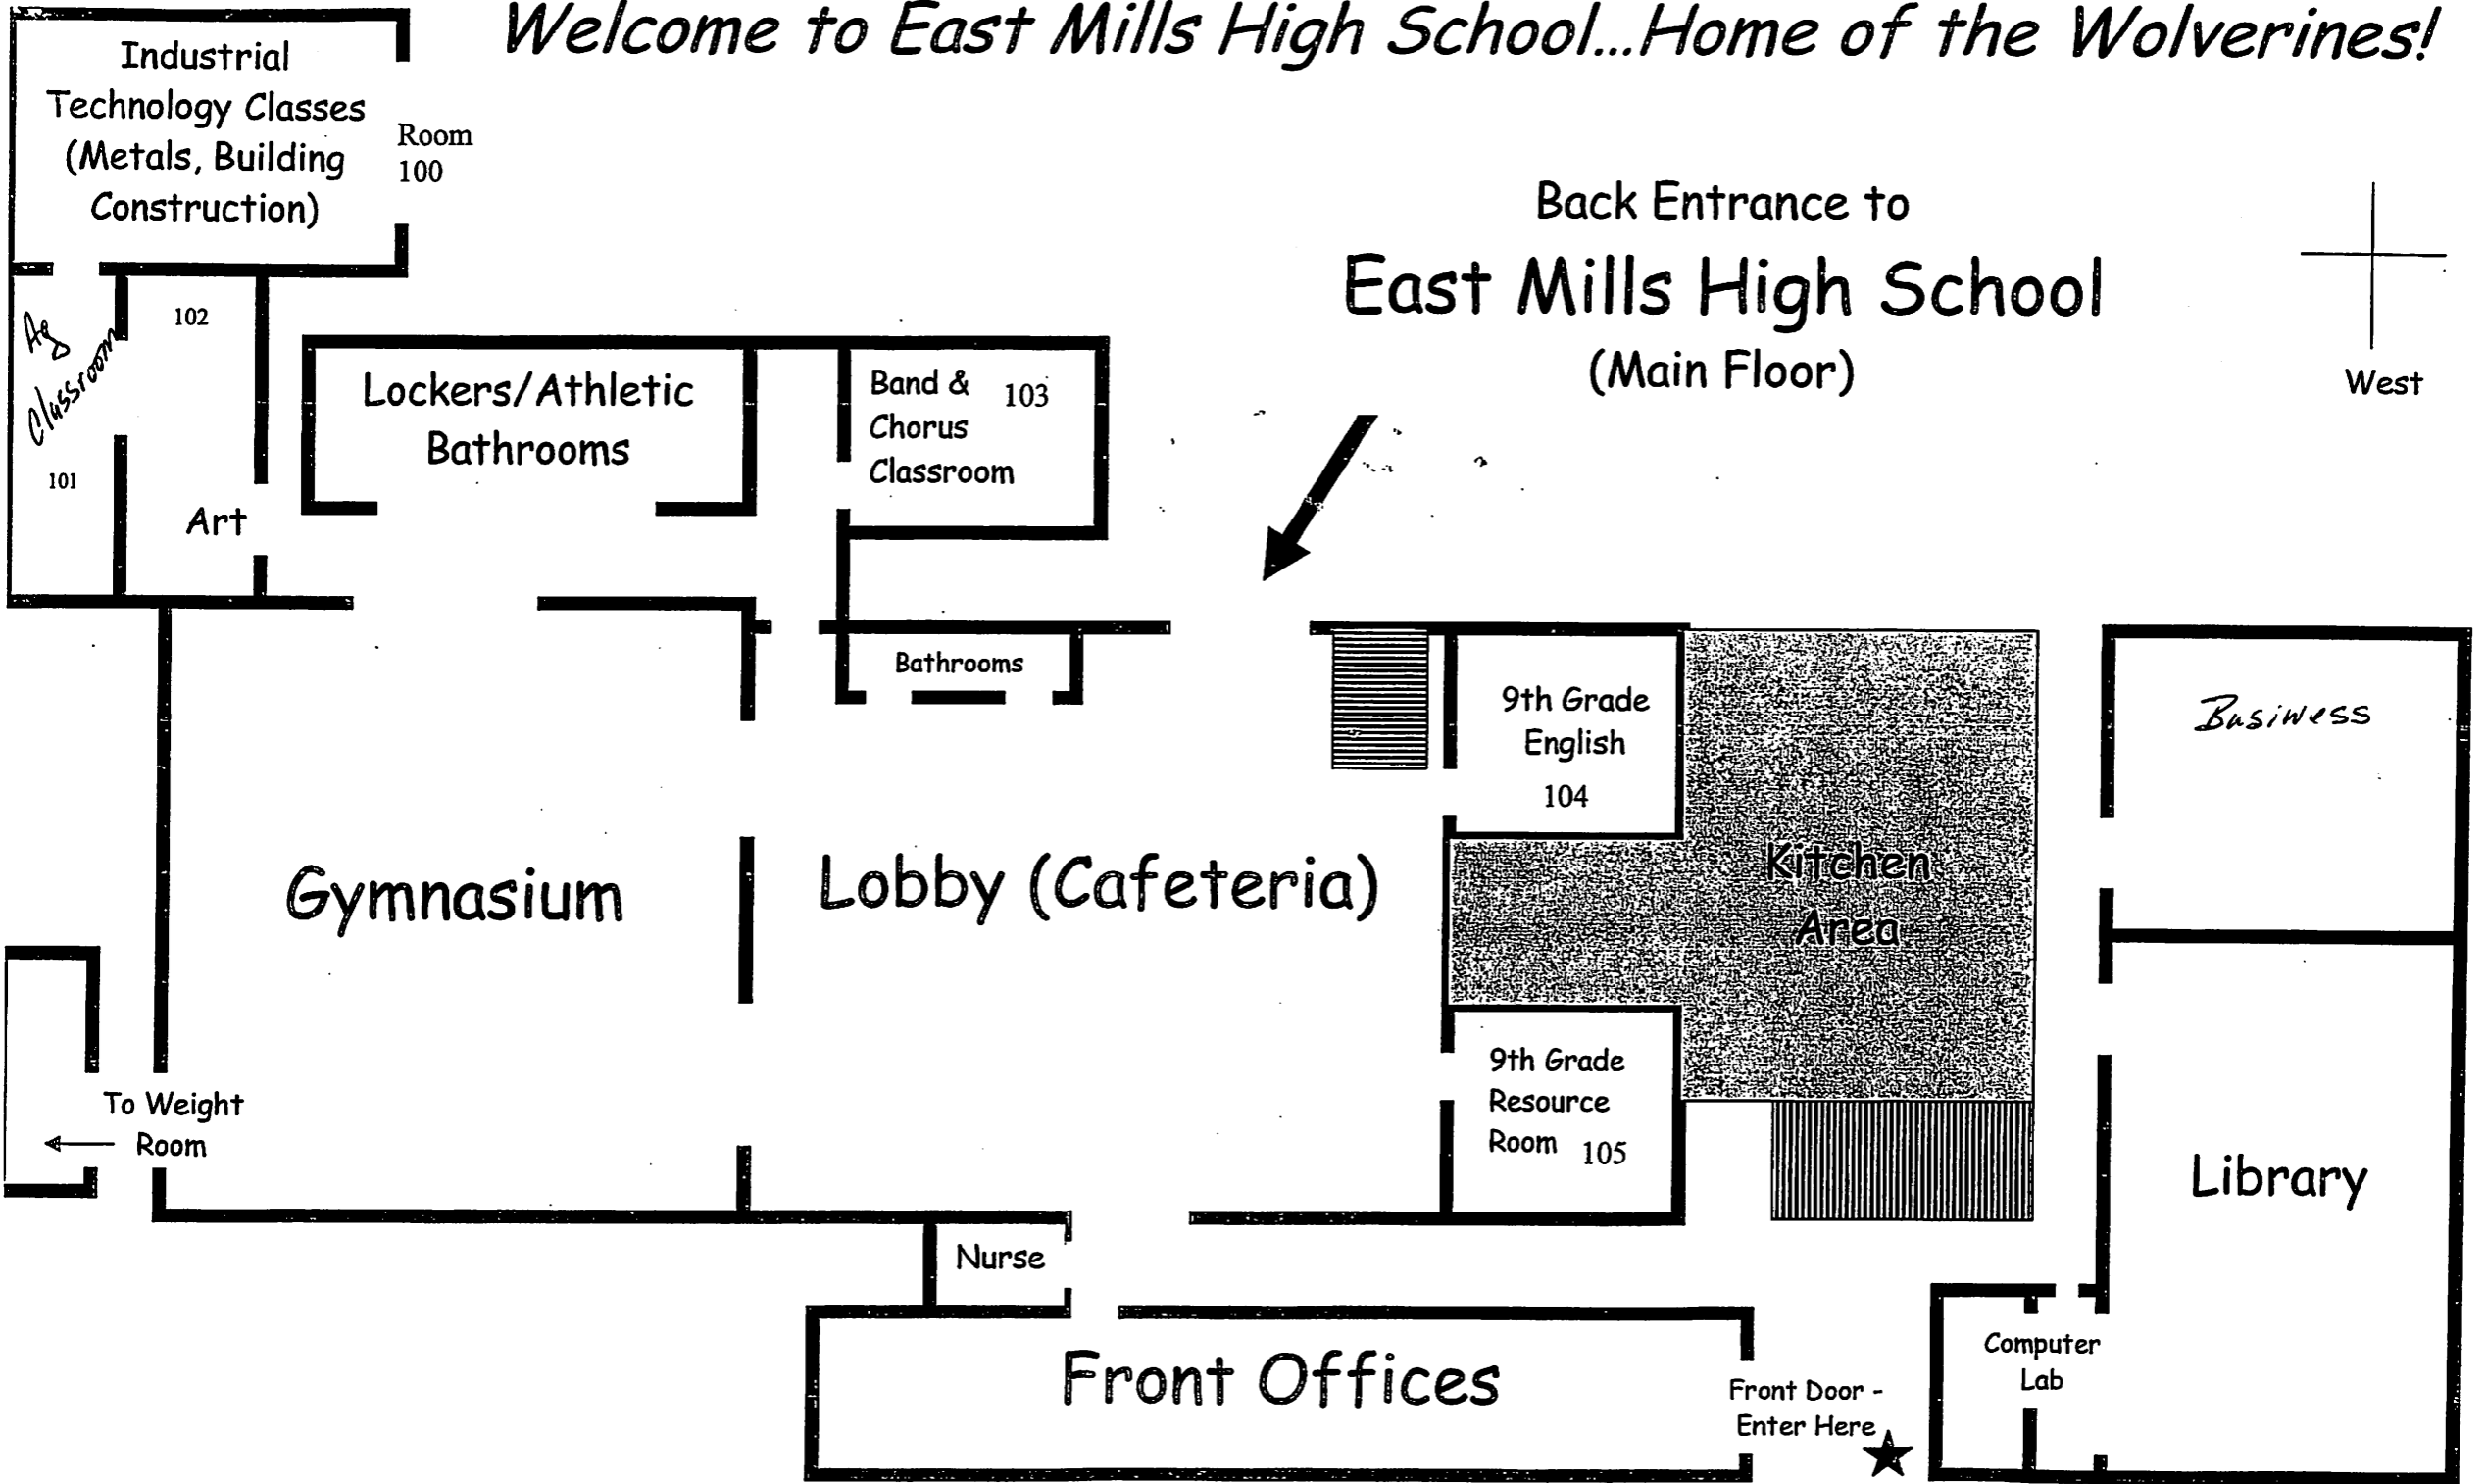 Welcome to East Mills High School...Home of the Wolverines!
Industrial
Technology Classes
(Metals, Building
Construction)
Room
100
Back Entrance to
East Mills High School
(Main Floor)
West
Ag
Classroom
101
102
Art
Lockers/Athletic
Bathrooms
Band &
Chorus
Classroom
103
Bathrooms
9th Grade
English
104
Business
Gymnasium
Lobby (Cafeteria)
Kitchen
Area
To Weight
Room
9th Grade
Resource
Room 105
Library
Nurse
Front Offices
Front Door -
Enter Here
Computer
Lab